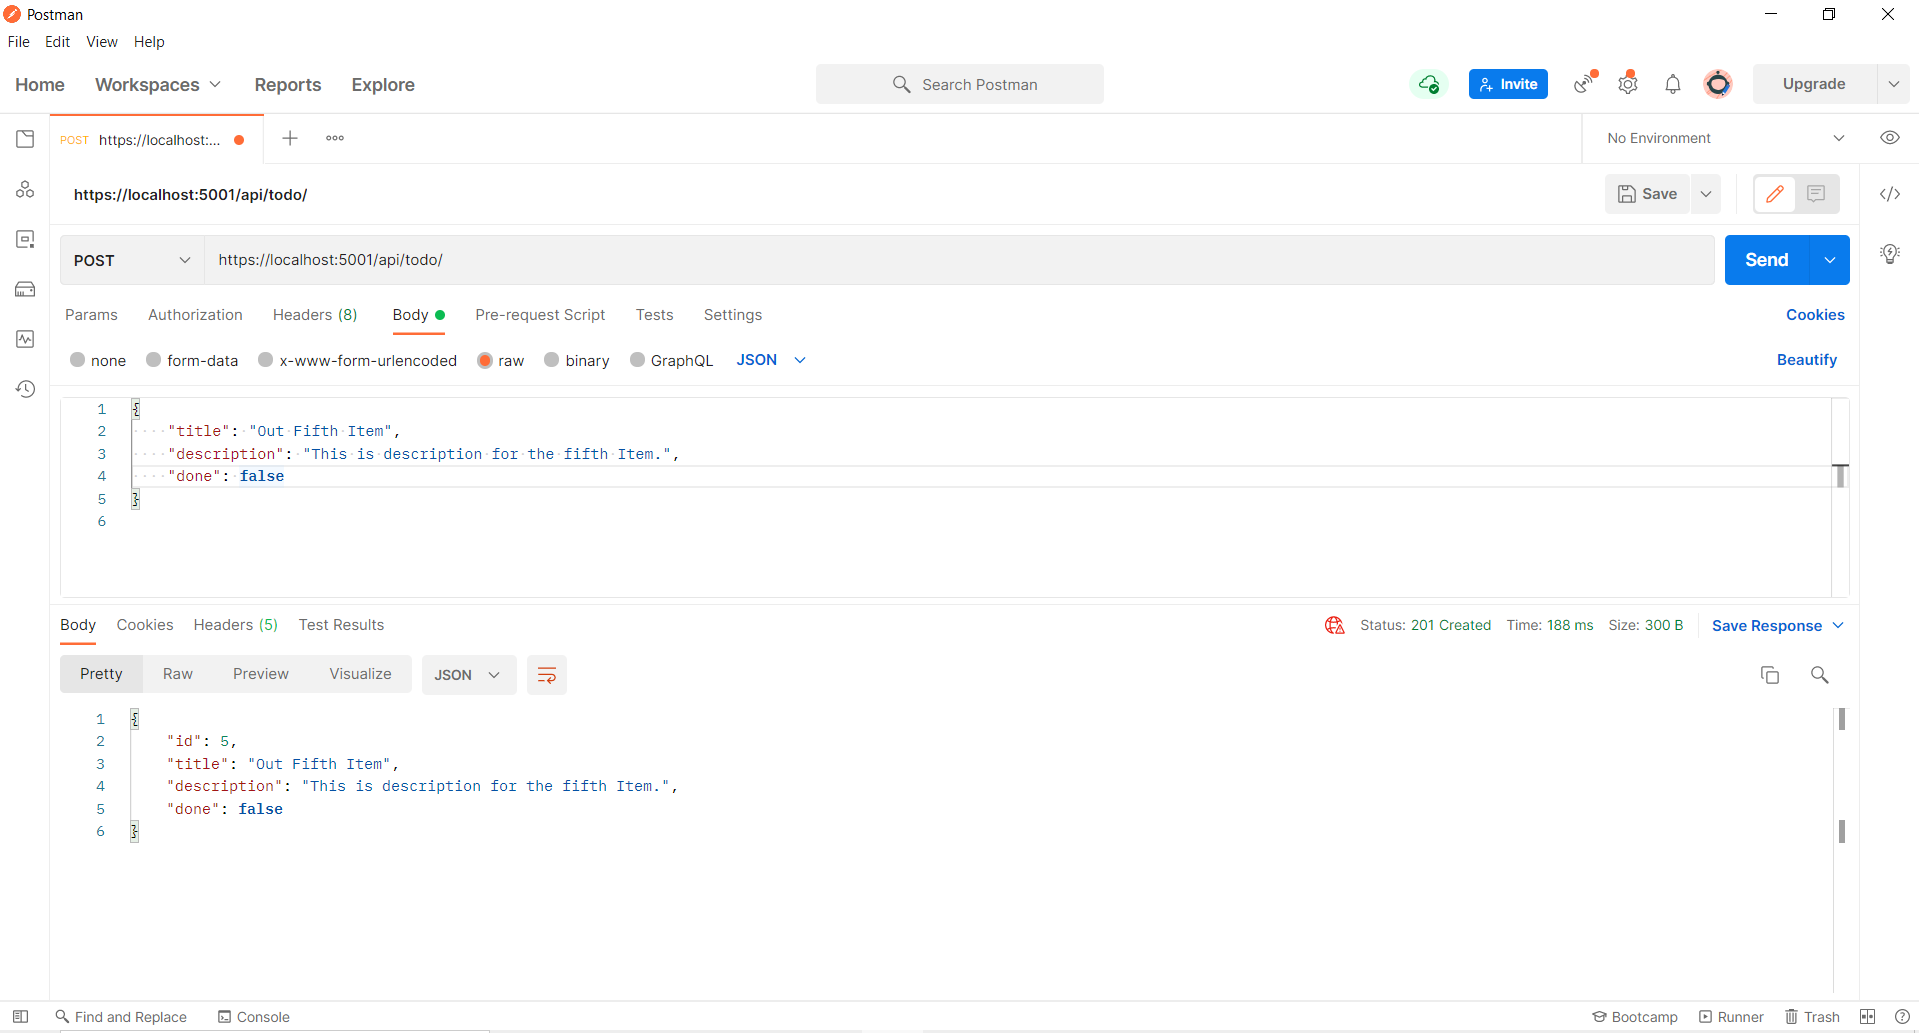 Postman
File Edit View Help
Home Workspaces Reports Explore Search Postman Invite Upgrade
POST https://localhost:... No Environment
https://localhost:5001/api/todo/ Save
POST https://localhost:5001/api/todo/ Send
Params Authorization Headers (8) Body Pre-request Script Tests Settings Cookies
none form-data x-www-form-urlencoded raw binary GraphQL JSON Beautify
1 {
2 "title": "Out Fifth Item",
3 "description": "This is description for the fifth Item.",
4 "done": false
5 }
6
Body Cookies Headers (5) Test Results Status: 201 Created Time: 188 ms Size: 300 B Save Response
Pretty Raw Preview Visualize JSON
1 {
2 "id": 5,
3 "title": "Out Fifth Item",
4 "description": "This is description for the fifth Item.",
5 "done": false
6 }
Find and Replace Console Bootcamp Runner Trash